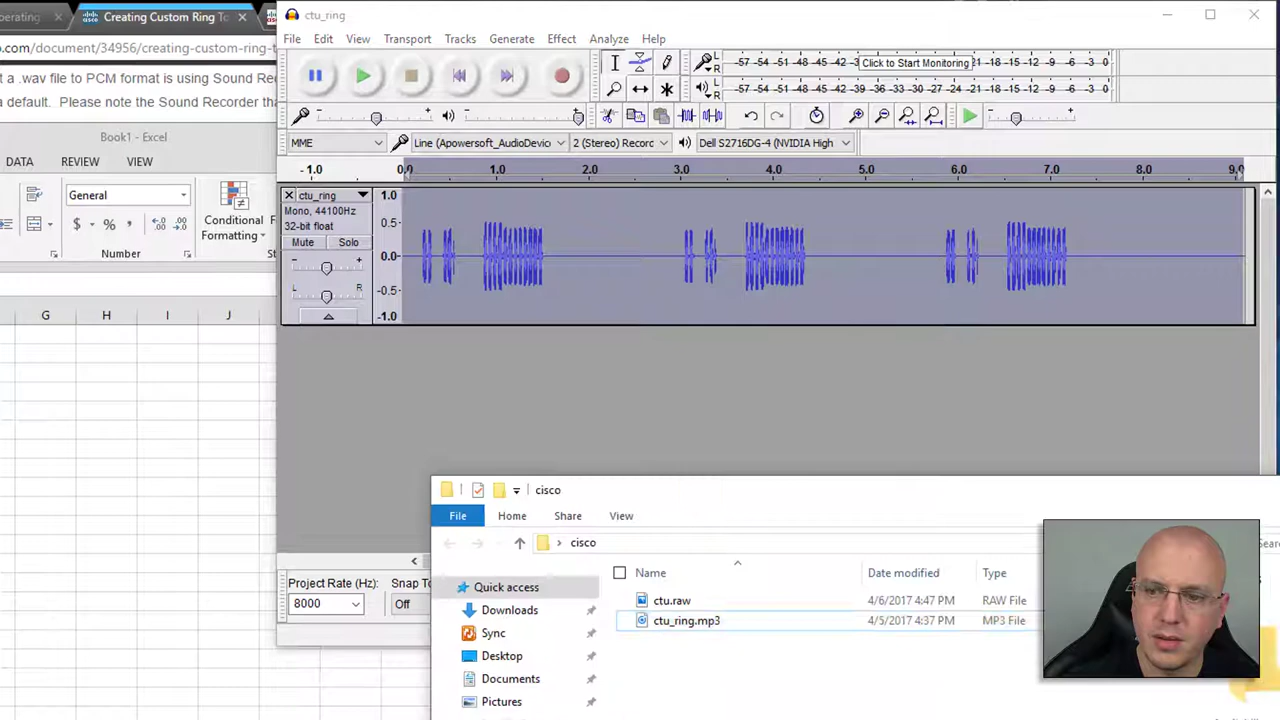 perating
Creating Custom Ring To
ctu_ring
o.com/document/34956/creating-custom-ring-t
t a .wav file to PCM format is using Sound Rec
a default. Please note the Sound Recorder tha
Book1 - Excel
DATA REVIEW VIEW
General
$ % ,
Conditional F
Formatting
Number St
G H I J
File Edit View Transport Tracks Generate Effect Analyze Help
L
R
-57 -54 -51 -48 -45 -42 Click to Start Monitoring -21 -18 -15 -12 -9 -6 -3 0
L
R
-57 -54 -51 -48 -45 -42 -39 -36 -33 -30 -27 -24 -21 -18 -15 -12 -9 -6 -3 0
MME Line (Apowersoft_AudioDevic 2 (Stereo) Record Dell S2716DG-4 (NVIDIA High
- 1.0 0.0 1.0 2.0 3.0 4.0 5.0 6.0 7.0 8.0 9.0
ctu_ring
Mono, 44100Hz
32-bit float
Mute Solo
L R
1.0
0.5-
0.0-
-0.5-
-1.0
Project Rate (Hz): Snap To
8000 Off
cisco
File Home Share View
cisco
Sear
Name Date modified Type
Quick access
Downloads
Sync
Desktop
Documents
Pictures
ctu.raw 4/6/2017 4:47 PM RAW File
ctu_ring.mp3 4/5/2017 4:37 PM MP3 File